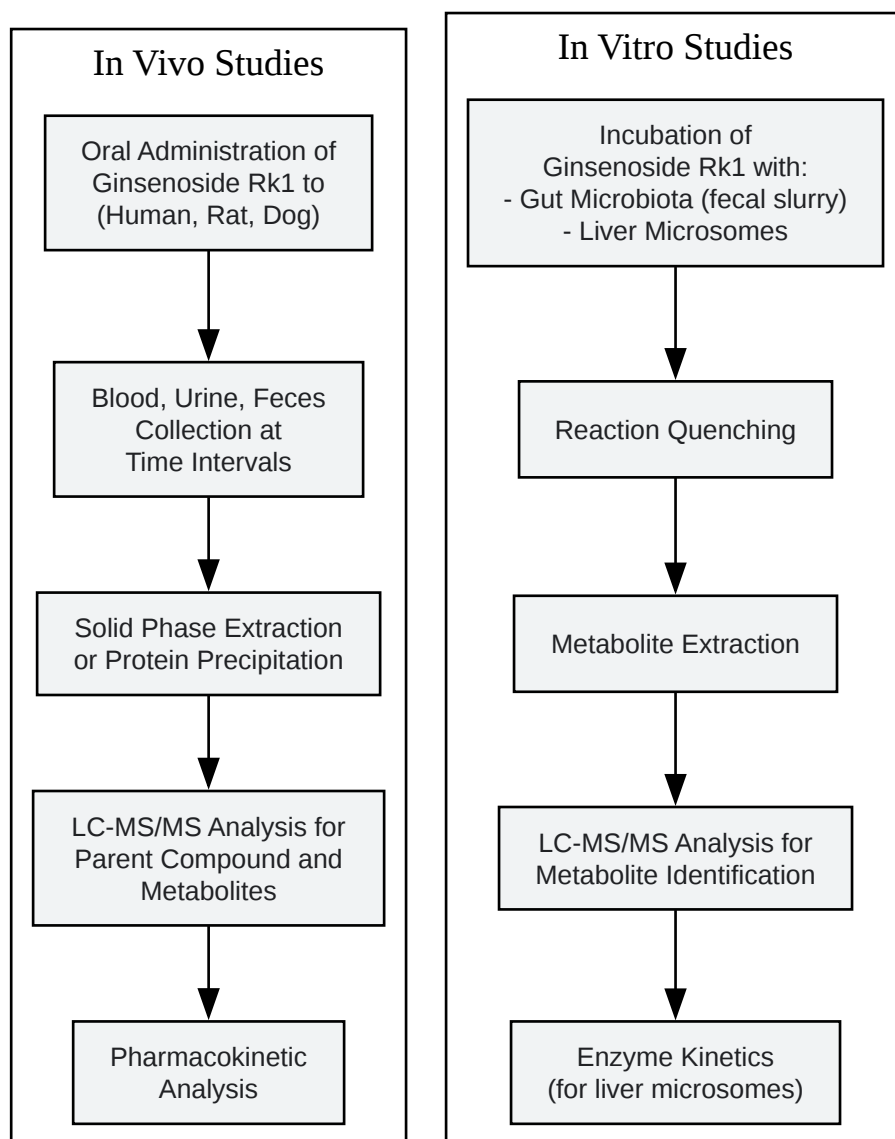 In Vivo Studies
Oral Administration of
Ginsenoside Rk1 to
(Human, Rat, Dog)
Blood, Urine, Feces
Collection at
Time Intervals
Solid Phase Extraction
or Protein Precipitation
LC-MS/MS Analysis for
Parent Compound and
Metabolites
Pharmacokinetic
Analysis
In Vitro Studies
Incubation of
Ginsenoside Rk1 with:
- Gut Microbiota (fecal slurry)
- Liver Microsomes
Reaction Quenching
Metabolite Extraction
LC-MS/MS Analysis for
Metabolite Identification
Enzyme Kinetics
(for liver microsomes)